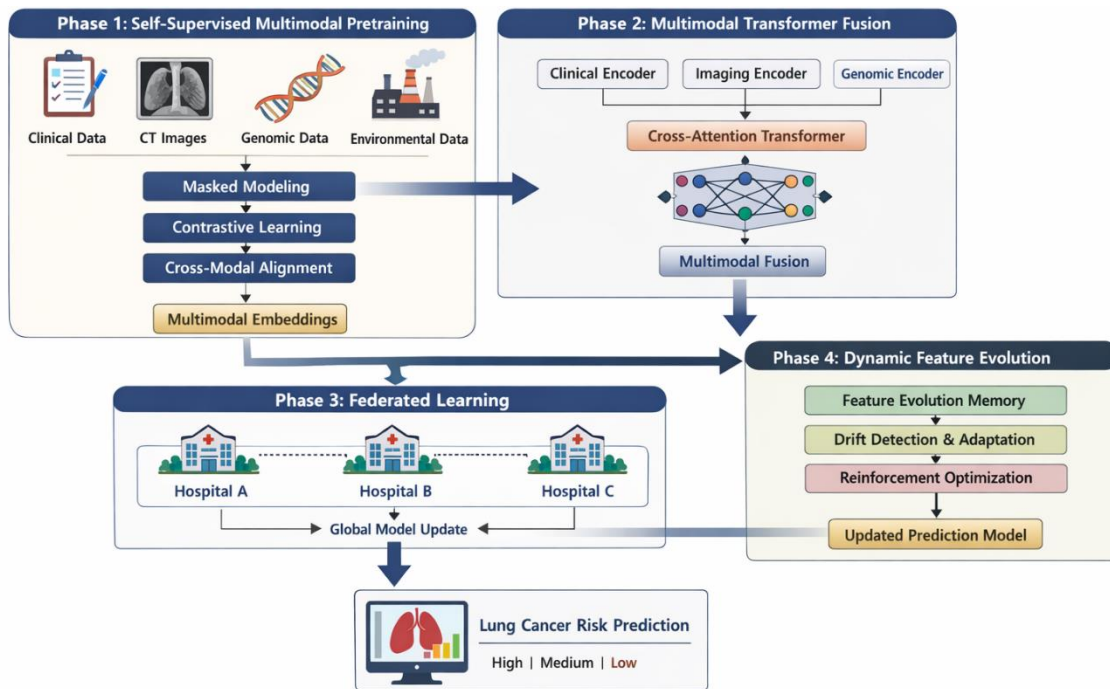 Phase 1: Self-Supervised Multimodal Pretraining
Clinical Data
CT Images
Genomic Data
Environmental Data
Masked Modeling
Contrastive Learning
Cross-Modal Alignment
Multimodal Embeddings
Phase 2: Multimodal Transformer Fusion
Clinical Encoder
Imaging Encoder
Genomic Encoder
Cross-Attention Transformer
Multimodal Fusion
Phase 3: Federated Learning
Hospital A
Hospital B
Hospital C
Global Model Update
Phase 4: Dynamic Feature Evolution
Feature Evolution Memory
Drift Detection & Adaptation
Reinforcement Optimization
Updated Prediction Model
Lung Cancer Risk Prediction
High | Medium | Low